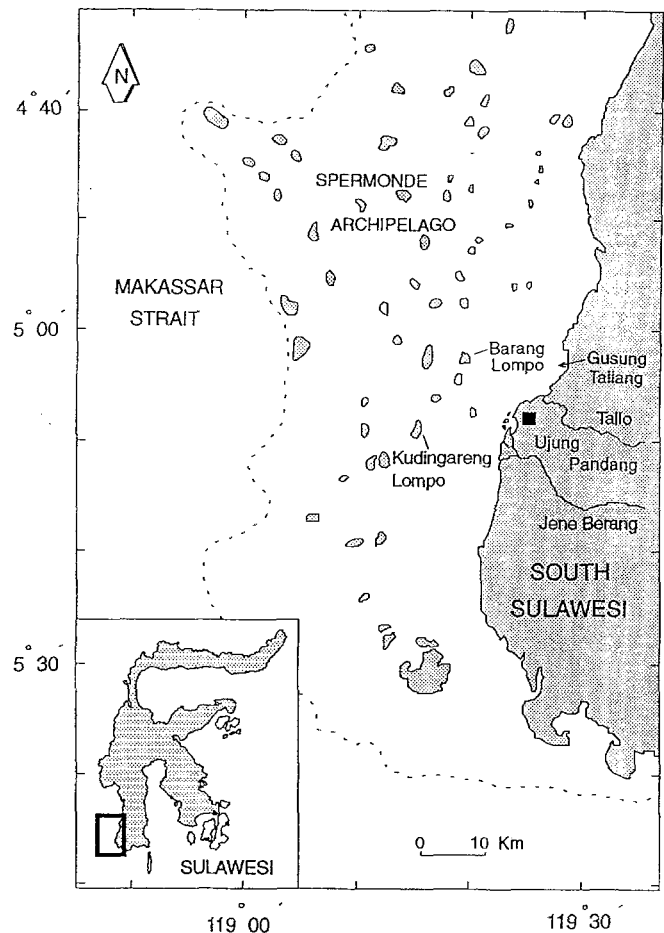 N
4° 40'
SPERMONDE
ARCHIPELAGO
MAKASSAR
STRAIT
5° 00'
Barang
Lompo
Gusung
Tallang
Tallo
Ujung
Pandang
Kudingareng
Lompo
Jene Berang
SOUTH
SULAWESI
5° 30'
0 10 Km
SULAWESI
119° 00'
119° 30'